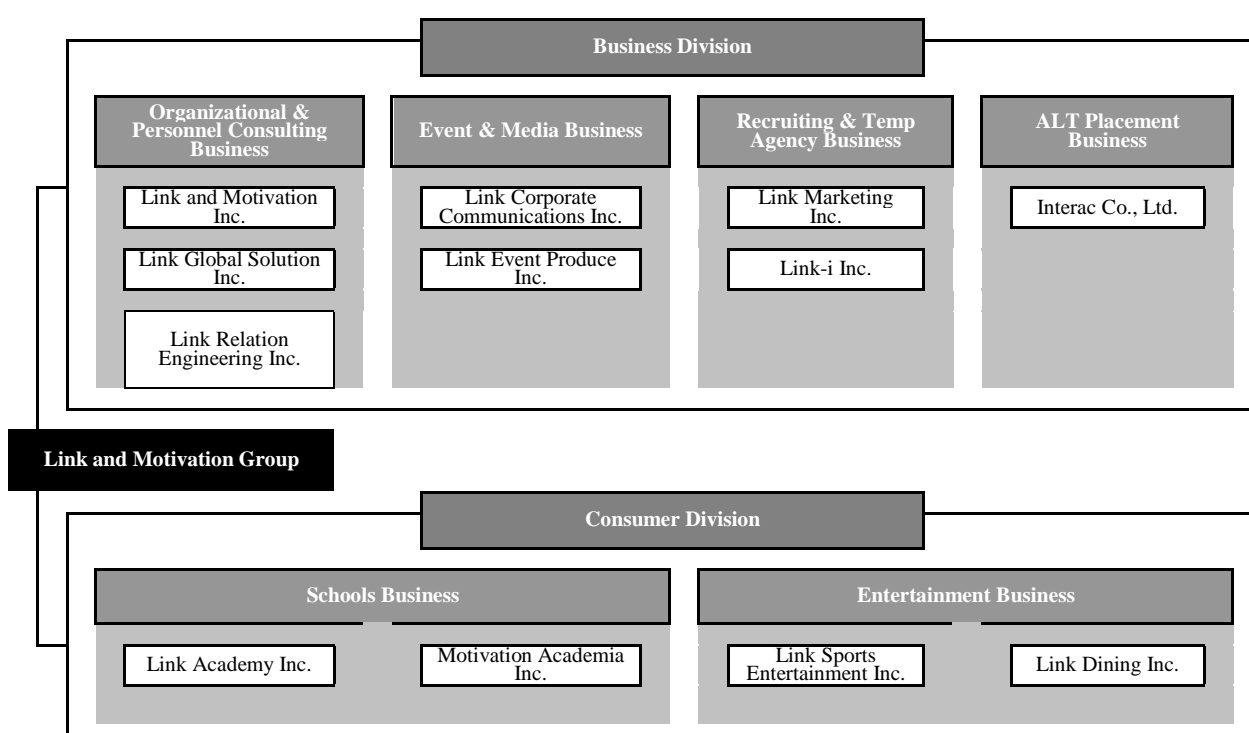 Business Division
Organizational &
Personnel Consulting
Business
Event & Media Business
Recruiting & Temp
Agency Business
ALT Placement
Business
Link and Motivation
Inc.
Link Corporate
Communications Inc.
Link Marketing
Inc.
Interac Co., Ltd.
Link Global Solution
Inc.
Link Event Produce
Inc.
Link-i Inc.
Link Relation
Engineering Inc.
Link and Motivation Group
Consumer Division
Schools Business
Entertainment Business
Link Academy Inc.
Motivation Academia
Inc.
Link Sports
Entertainment Inc.
Link Dining Inc.